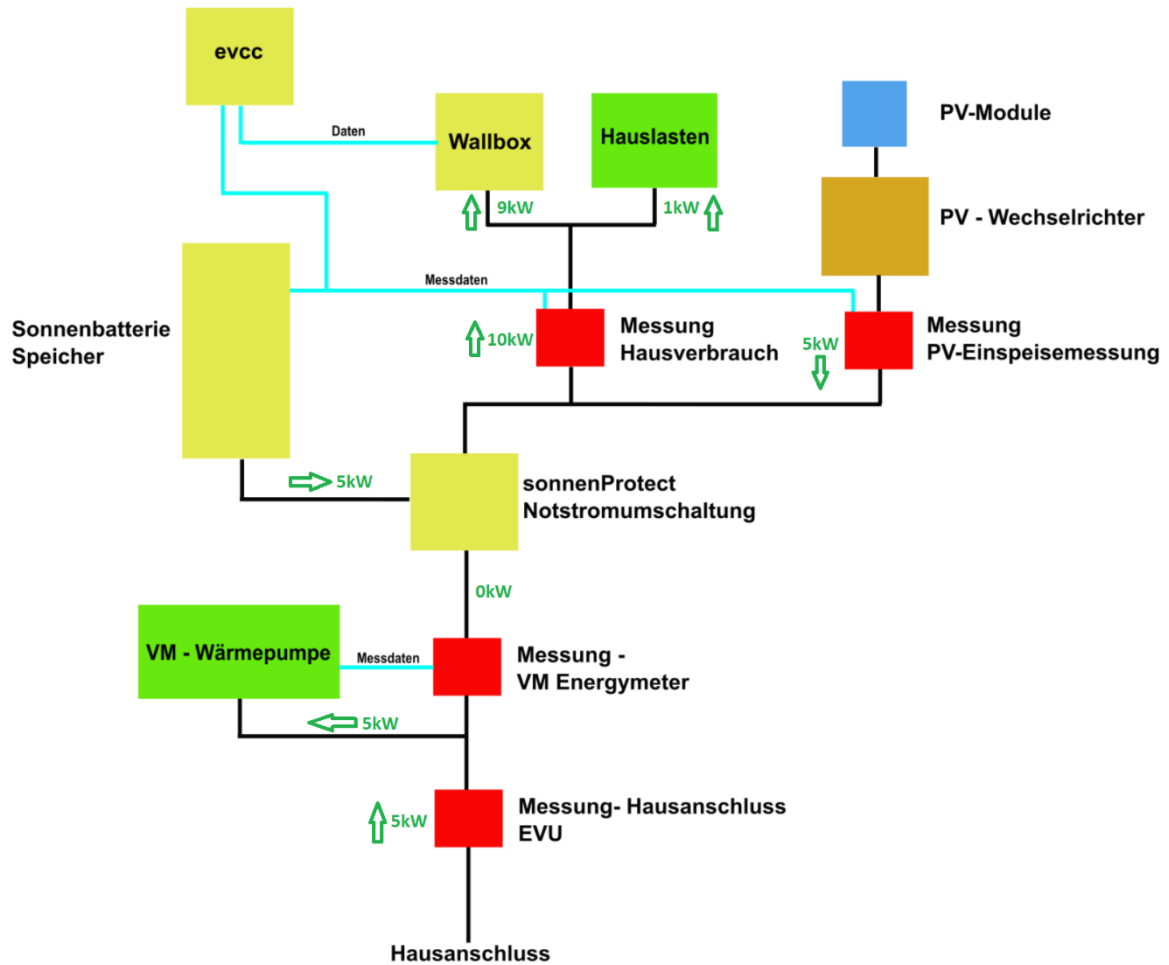 evcc
Daten
Wallbox
Hauslasten
PV-Module
9kW
1kW
PV - Wechselrichter
Messdaten
Sonnenbatterie
Speicher
10kW
Messung
Hausverbrauch
5kW
Messung
PV-Einspeisemessung
5kW
sonnenProtect
Notstromumschaltung
0kW
VM - Wärmepumpe
Messdaten
Messung -
VM Energymeter
5kW
5kW
Messung- Hausanschluss
EVU
Hausanschluss